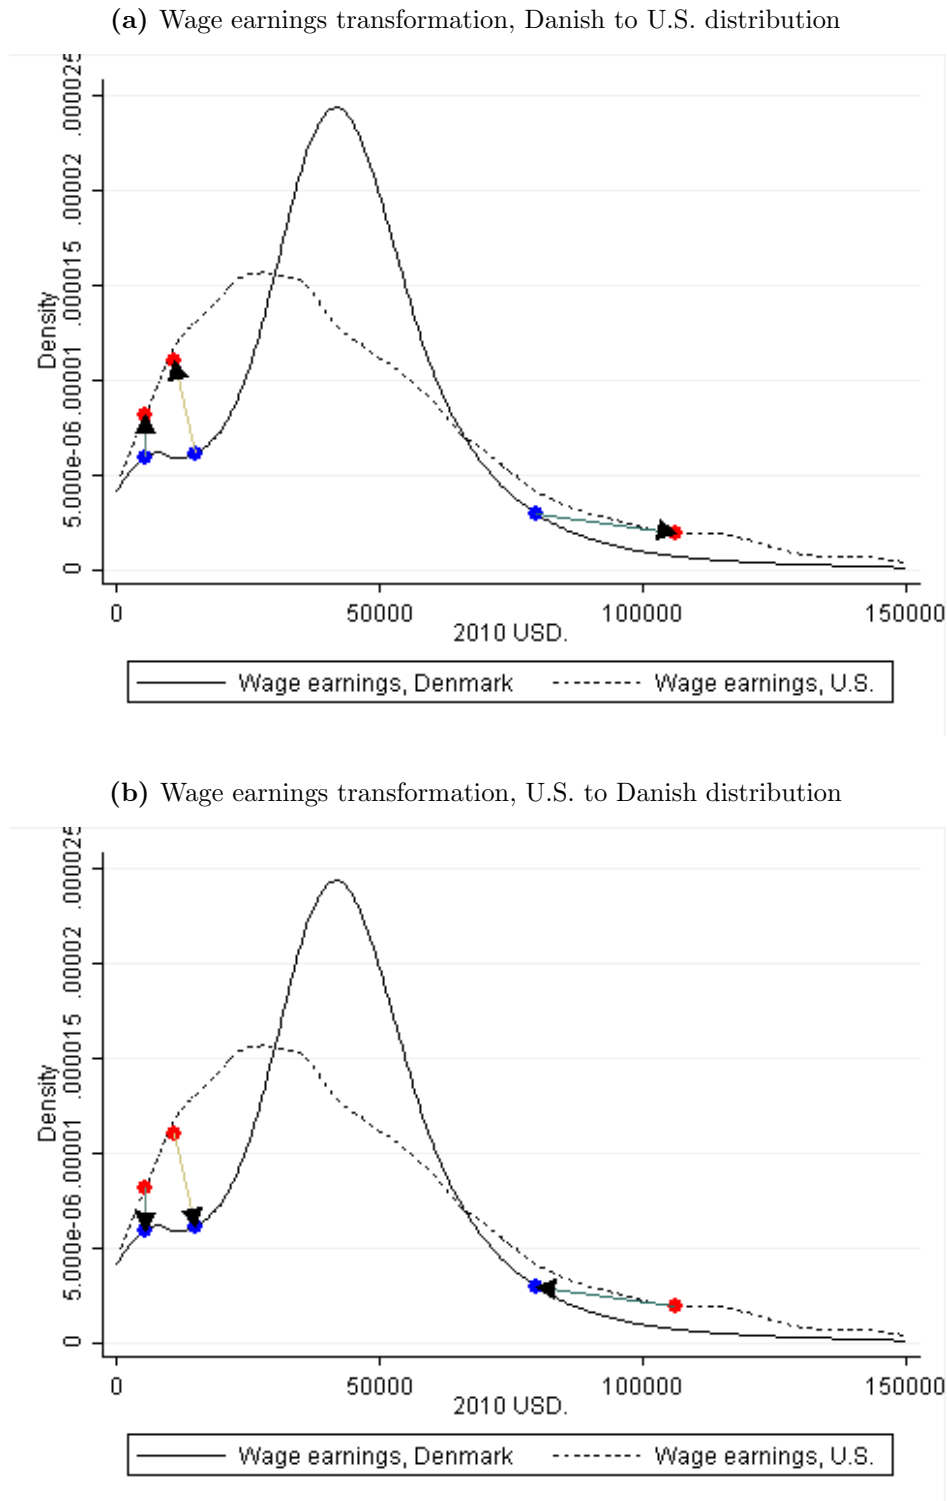 (a) Wage earnings transformation, Danish to U.S. distribution
Density
.000025
.00002
.000015
.00001
5.000e-06
0
0 50000 100000 150000
2010 USD.
Wage earnings, Denmark Wage earnings, U.S.
(b) Wage earnings transformation, U.S. to Danish distribution
Density
.000025
.00002
.000015
.00001
5.000e-06
0
0 50000 100000 150000
2010 USD.
Wage earnings, Denmark Wage earnings, U.S.